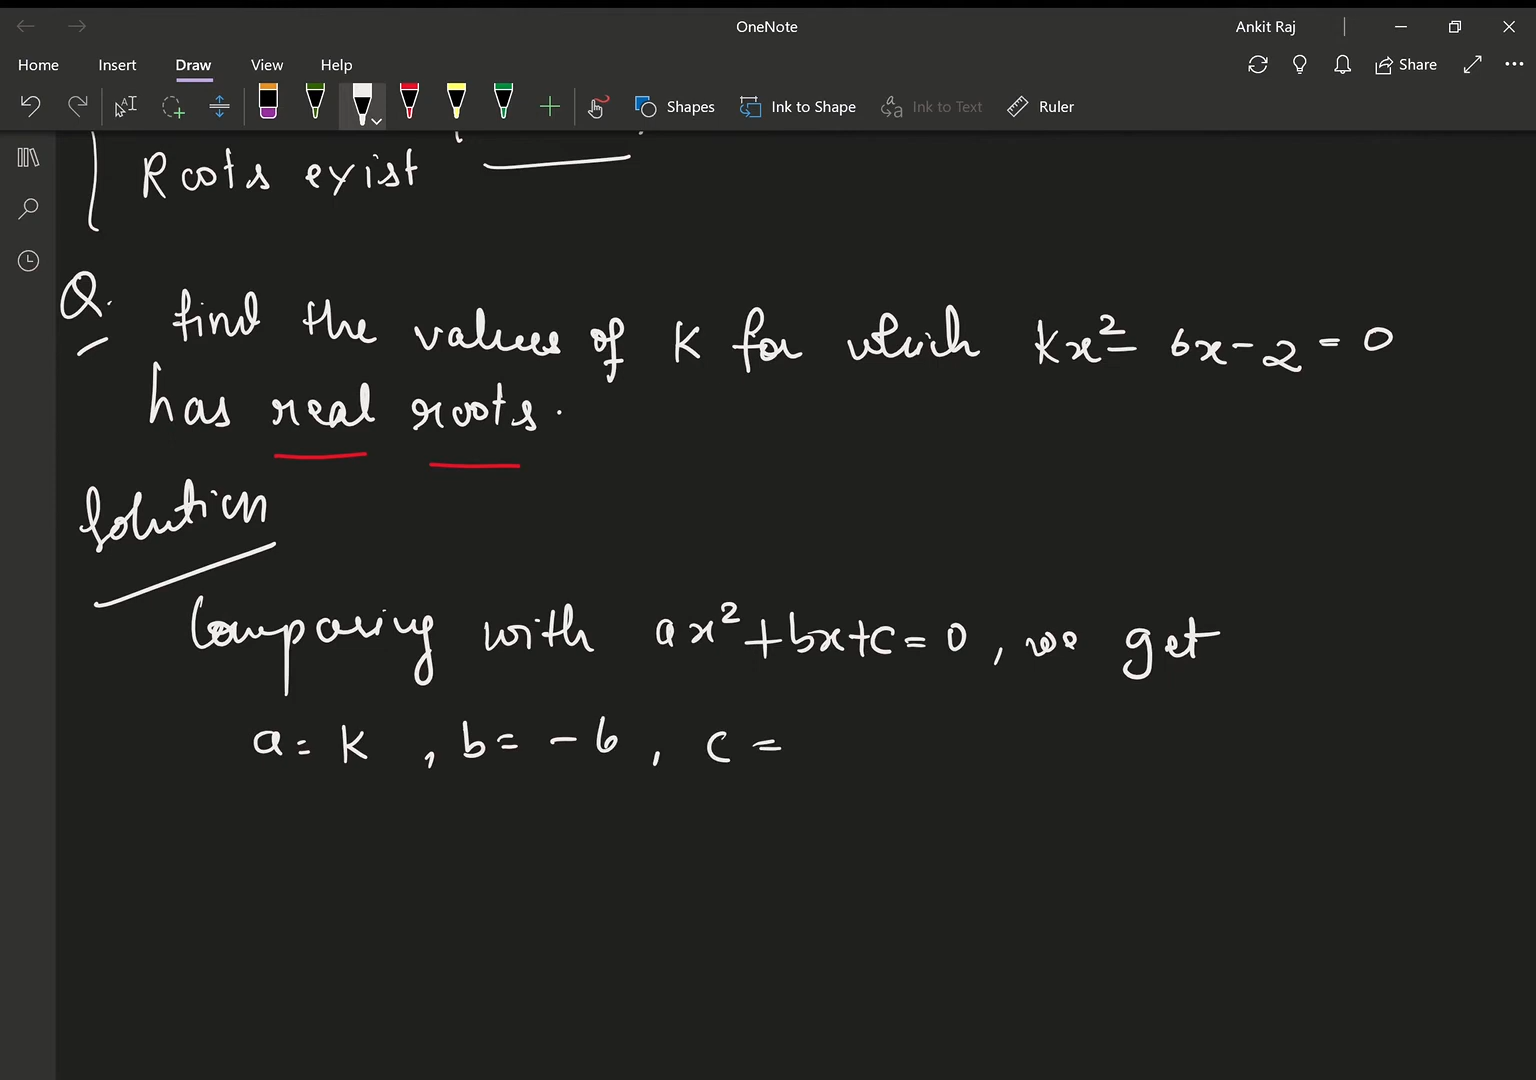 OneNote
Ankit Raj
Home Insert Draw View Help
Share
Shapes Ink to Shape Ink to Text Ruler
Roots exist
Q. find the values of K for which Kx²- 6x-2=0
has real roots.
Solution
Comparing with ax²+bx+c=0, we get
a=K , b=-6, c=